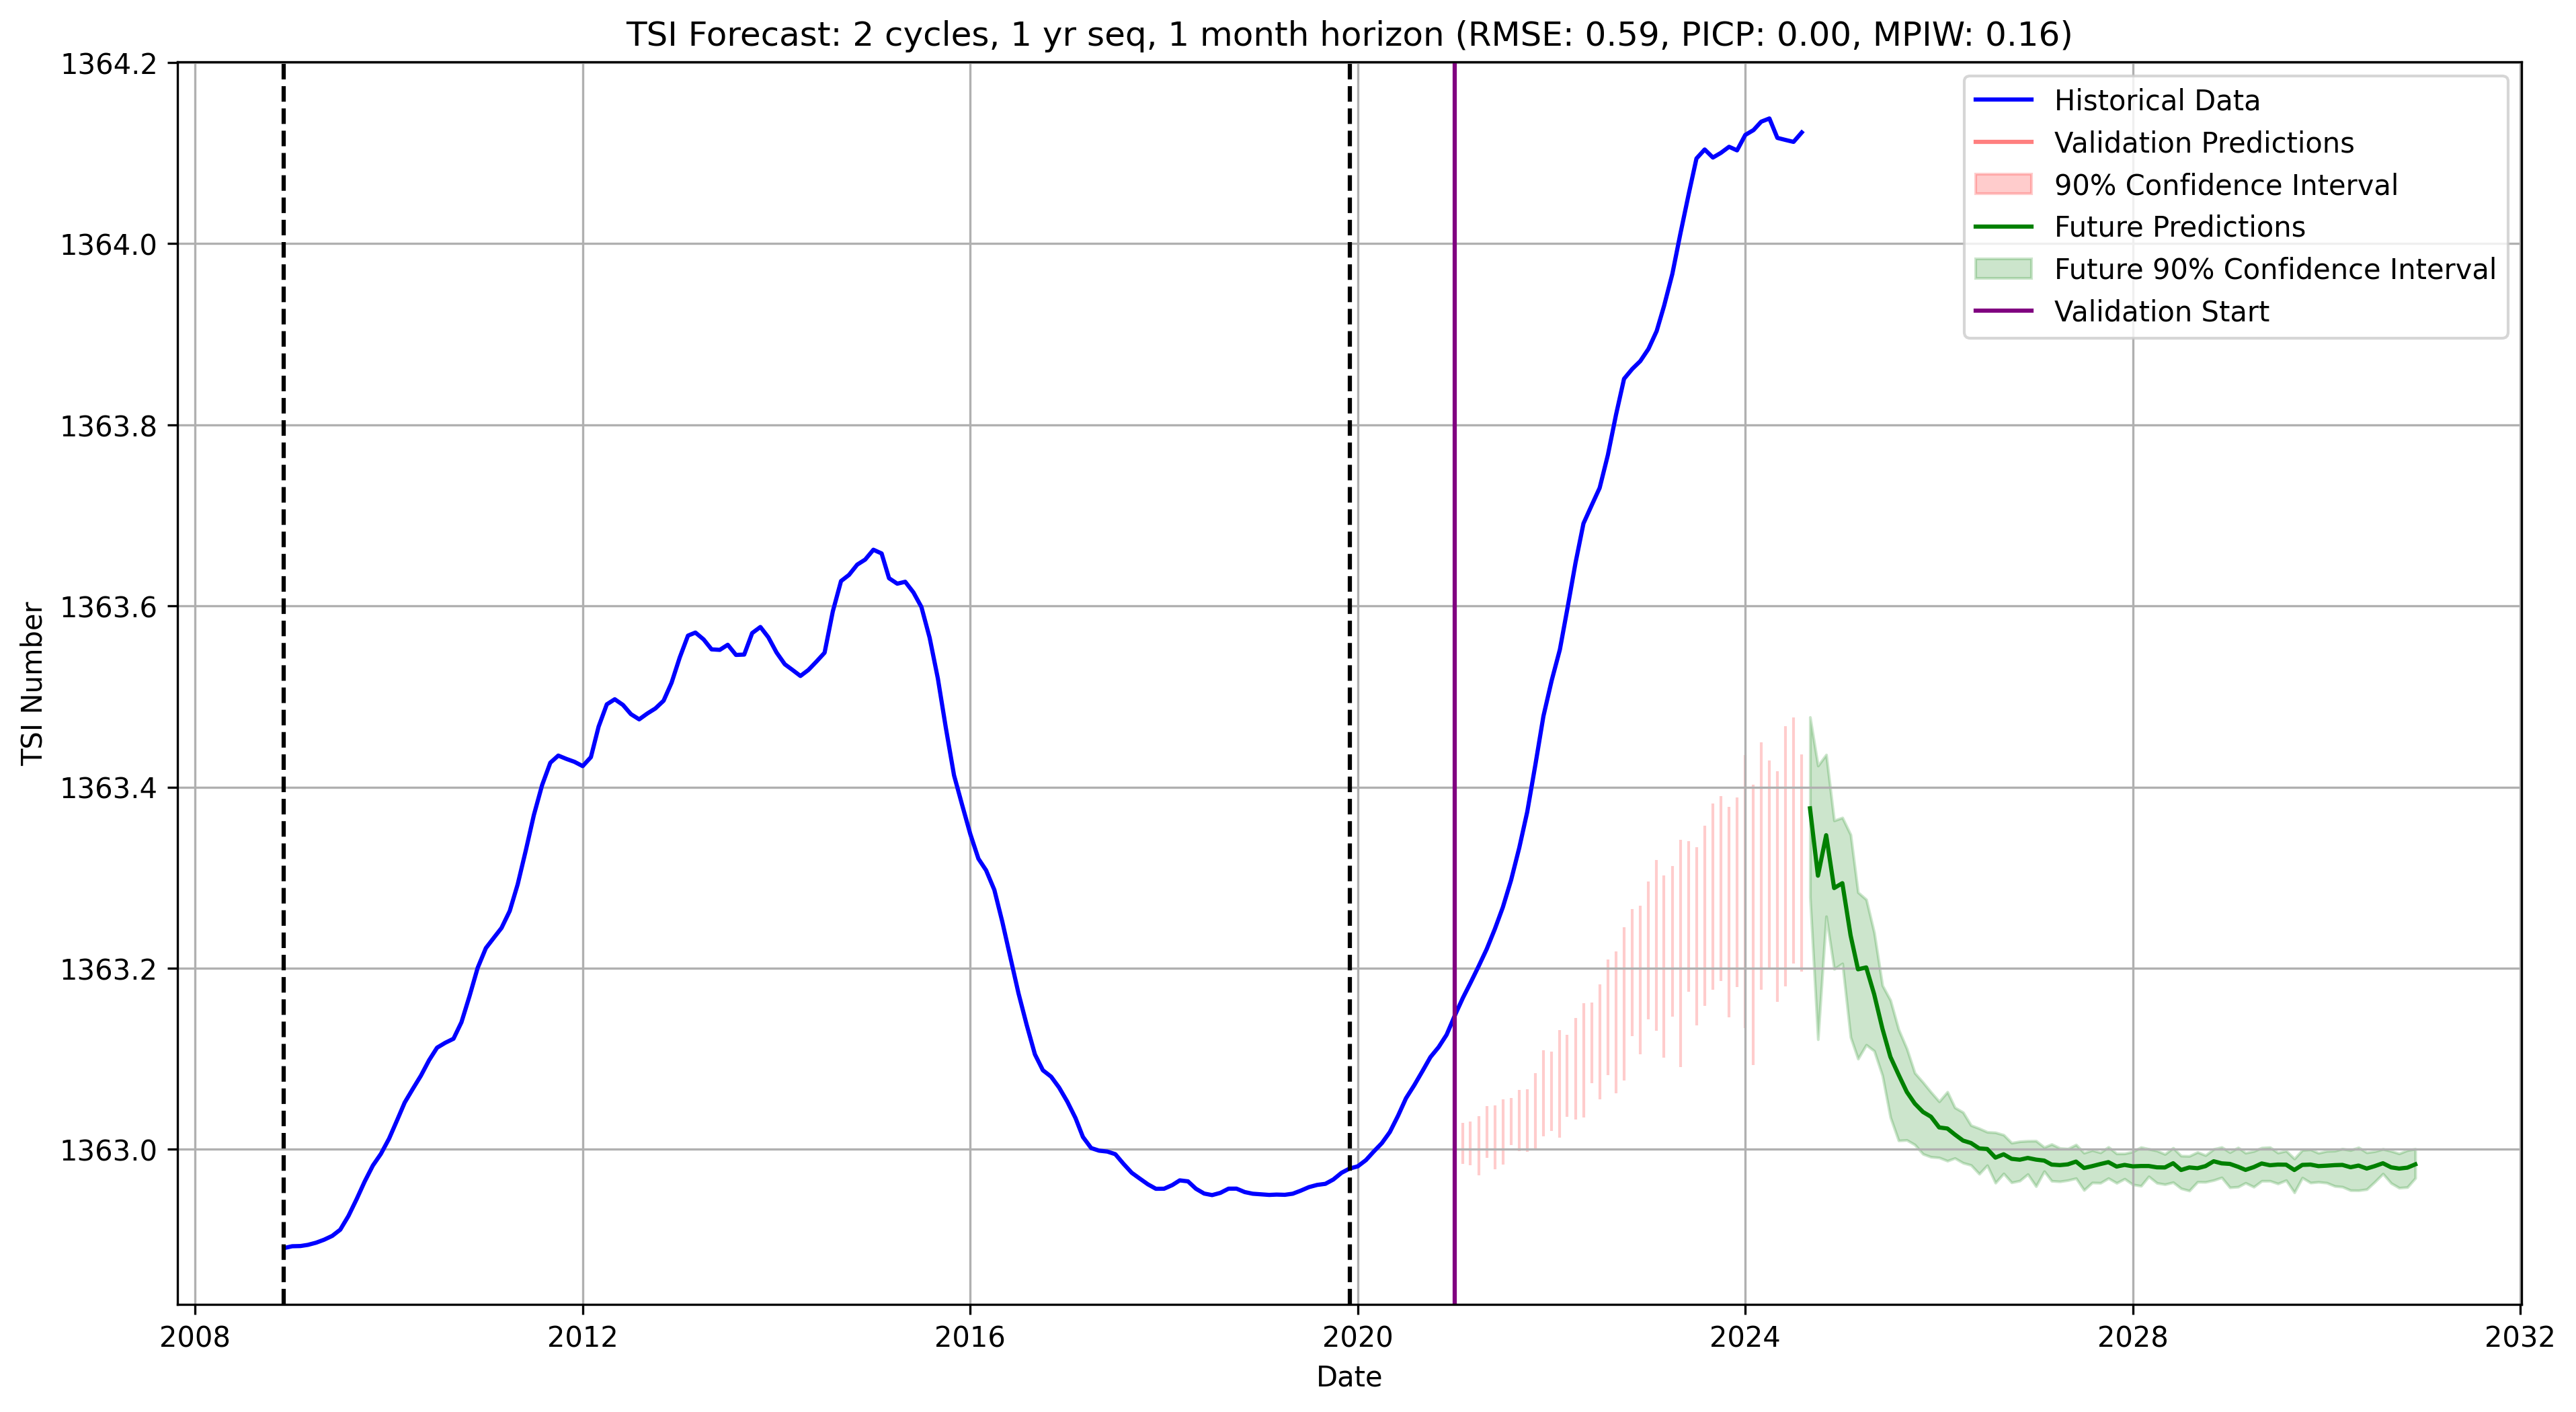 TSI Forecast: 2 cycles, 1 yr seq, 1 month horizon (RMSE: 0.59, PICP: 0.00, MPIW: 0.16)
1364.2
1364.0
1363.8
1363.6
1363.4
1363.2
1363.0
TSI Number
Historical Data
Validation Predictions
90% Confidence Interval
Future Predictions
Future 90% Confidence Interval
Validation Start
2008
2012
2016
2020
2024
2028
2032
Date